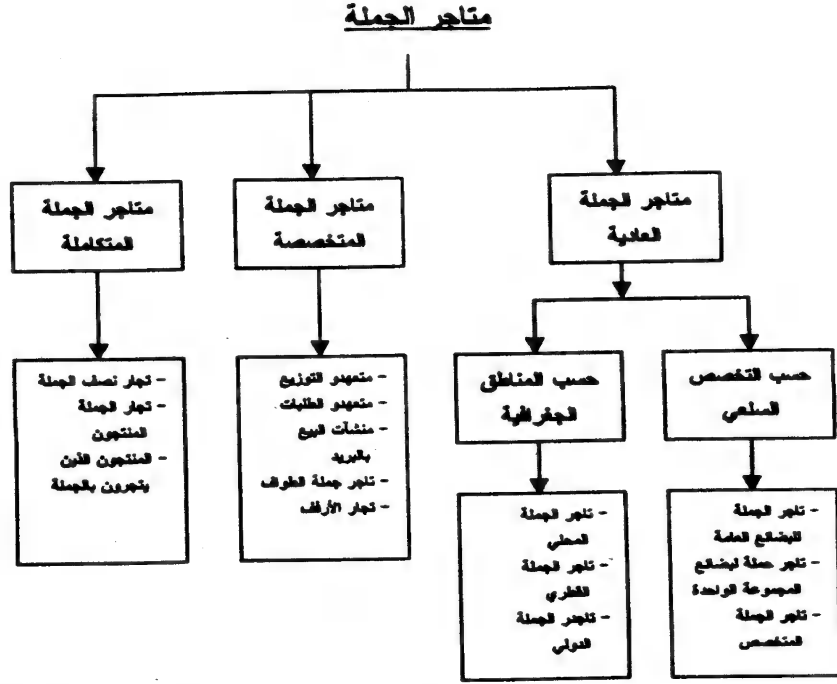 متاجر الجملة
متاجر الجملة
العادية
متاجر الجملة
المتخصصة
متاجر الجملة
المتكاملة
حسب التخصص
السلعي
حسب المناطق
الجغرافية
- متعهدو التوزيع
- متعهدو الطلبات
- منشآت البيع
بالبريد
- تاجر جملة الطواف
- تجار الأرفف
- تجار نصف الجملة
- تجار الجملة
المنتجون
- المنتجون الذين
يتجرون بالجملة
- تاجر الجملة
للبضائع العامة
- تاجر حملة لبضائع
المجموعة الواحدة
- تاجر الجملة
المتخصص
- تاجر الجملة
المحلي
- تاجر الجملة
القطري
- تاجدر الجملة
الدولي